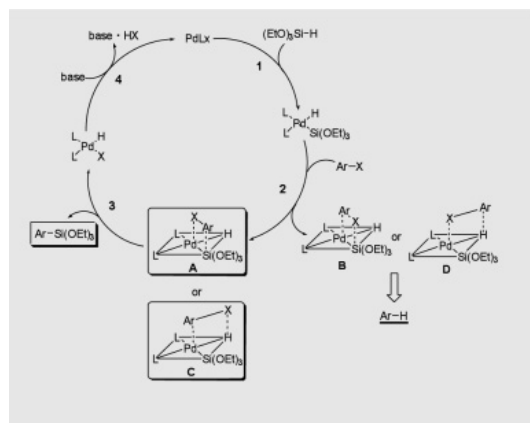 base · HX
PdLx
(EtO)₃Si–H
base
4
1
L
H
Pd
L
X
L
H
Pd
L
Si(OEt)₃
Ar–X
2
3
Ar–Si(OEt)₃
X
Ar
L
H
Pd
L
Si(OEt)₃
A
or
Ar
X
L
H
Pd
L
Si(OEt)₃
C
Ar
X
L
H
Pd
L
Si(OEt)₃
B
or
X
Ar
L
H
Pd
L
Si(OEt)₃
D
Ar–H